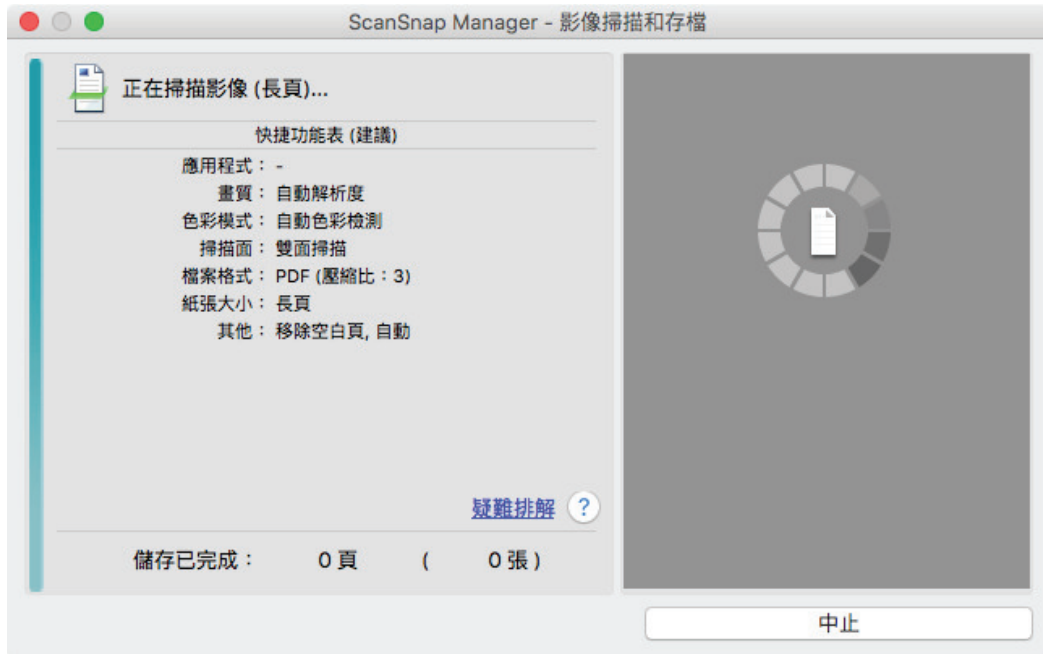 ScanSnap Manager - 影像掃描和存檔
正在掃描影像 (長頁)...
快捷功能表 (建議)
應用程式： -
畫質： 自動解析度
色彩模式： 自動色彩檢測
掃描面： 雙面掃描
檔案格式： PDF (壓縮比：3)
紙張大小： 長頁
其他： 移除空白頁, 自動
疑難排解 ?
儲存已完成： 0 頁 ( 0 張 )
中止